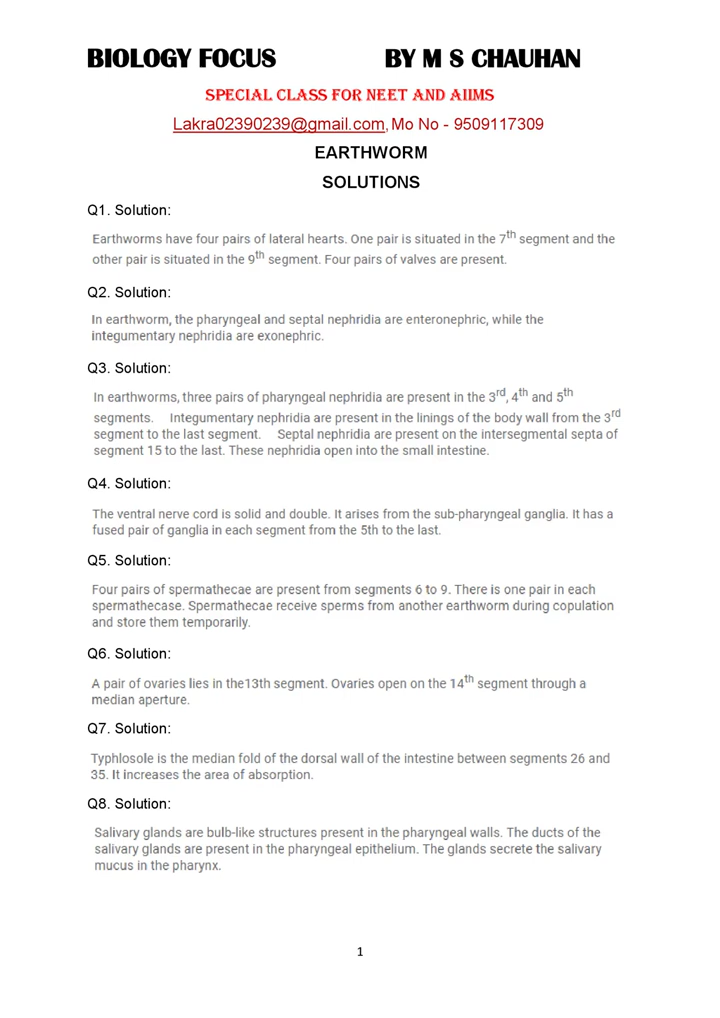 BIOLOGY FOCUS BY M S CHAUHAN
SPECIAL CLASS FOR NEET AND AIIMS
Lakra02390239@gmail.com, Mo No - 9509117309
EARTHWORM
SOLUTIONS
Q1. Solution:
Earthworms have four pairs of lateral hearts. One pair is situated in the 7th segment and the
other pair is situated in the 9th segment. Four pairs of valves are present.
Q2. Solution:
In earthworm, the pharyngeal and septal nephridia are enteronephric, while the
integumentary nephridia are exonephric.
Q3. Solution:
In earthworms, three pairs of pharyngeal nephridia are present in the 3rd, 4th and 5th
segments. Integumentary nephridia are present in the linings of the body wall from the 3rd
segment to the last segment. Septal nephridia are present on the intersegmental septa of
segment 15 to the last. These nephridia open into the small intestine.
Q4. Solution:
The ventral nerve cord is solid and double. It arises from the sub-pharyngeal ganglia. It has a
fused pair of ganglia in each segment from the 5th to the last.
Q5. Solution:
Four pairs of spermathecae are present from segments 6 to 9. There is one pair in each
spermathecase. Spermathecae receive sperms from another earthworm during copulation
and store them temporarily.
Q6. Solution:
A pair of ovaries lies in the13th segment. Ovaries open on the 14th segment through a
median aperture.
Q7. Solution:
Typhlosole is the median fold of the dorsal wall of the intestine between segments 26 and
35. It increases the area of absorption.
Q8. Solution:
Salivary glands are bulb-like structures present in the pharyngeal walls. The ducts of the
salivary glands are present in the pharyngeal epithelium. The glands secrete the salivary
mucus in the pharynx.
1